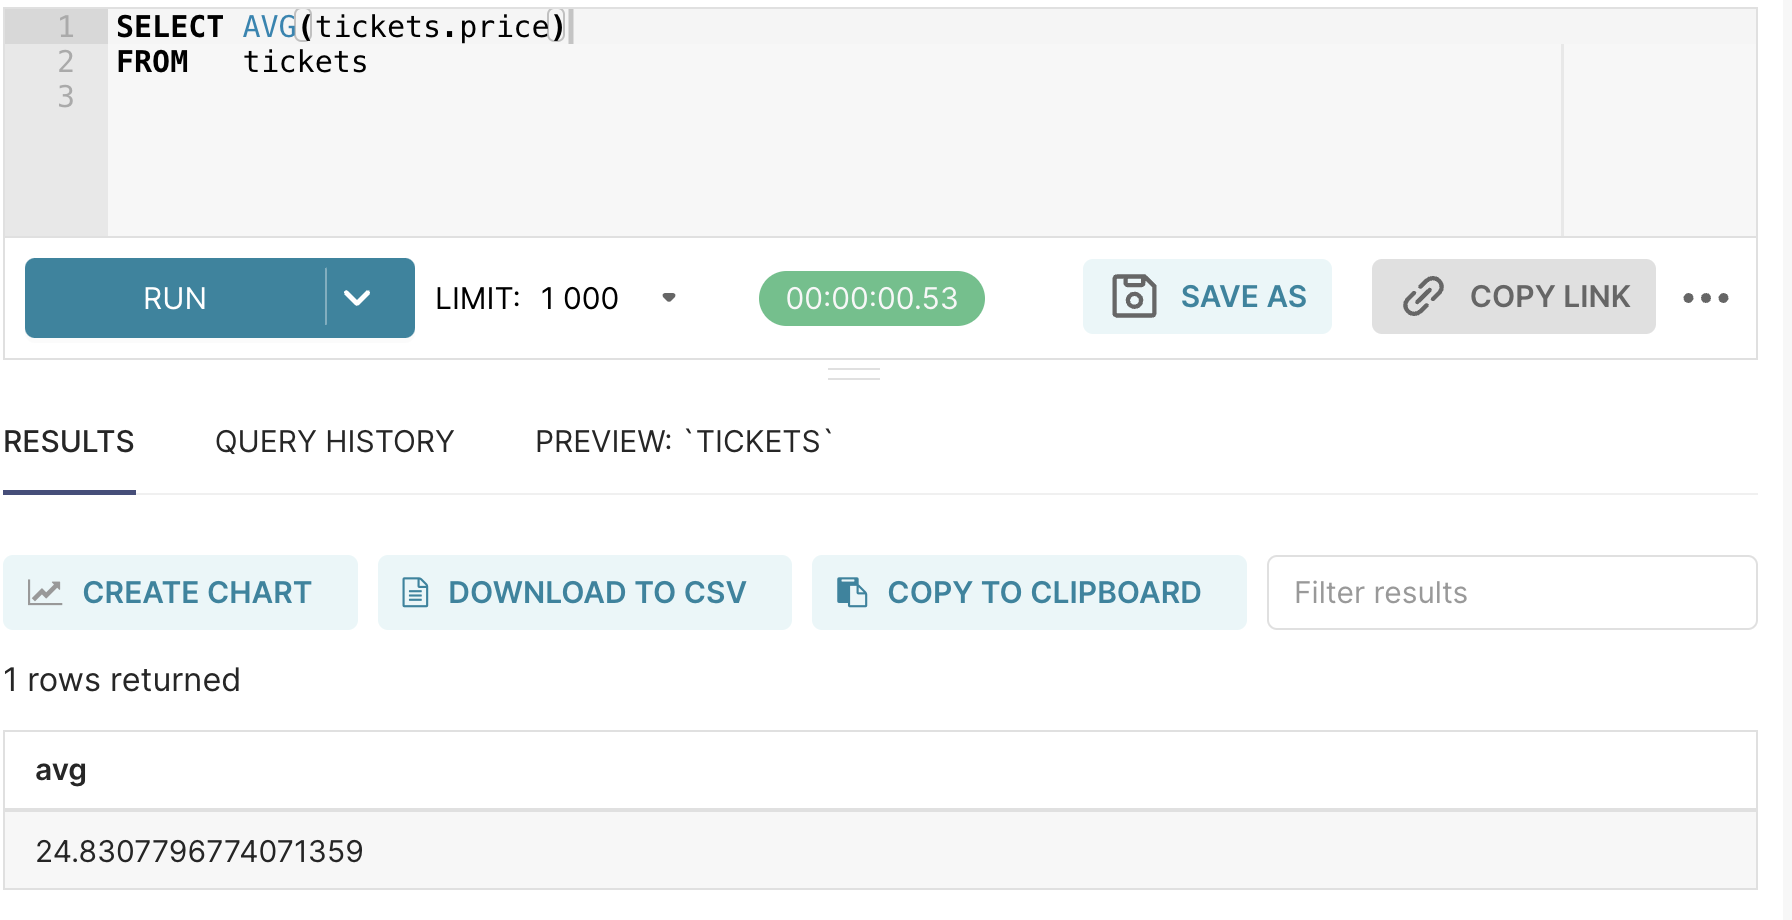 1 SELECT AVG(tickets.price)
2 FROM   tickets
3
RUN LIMIT: 1 000 00:00:00.53 SAVE AS COPY LINK
RESULTS QUERY HISTORY PREVIEW: `TICKETS`
CREATE CHART DOWNLOAD TO CSV COPY TO CLIPBOARD Filter results
1 rows returned
avg
24.8307796774071359